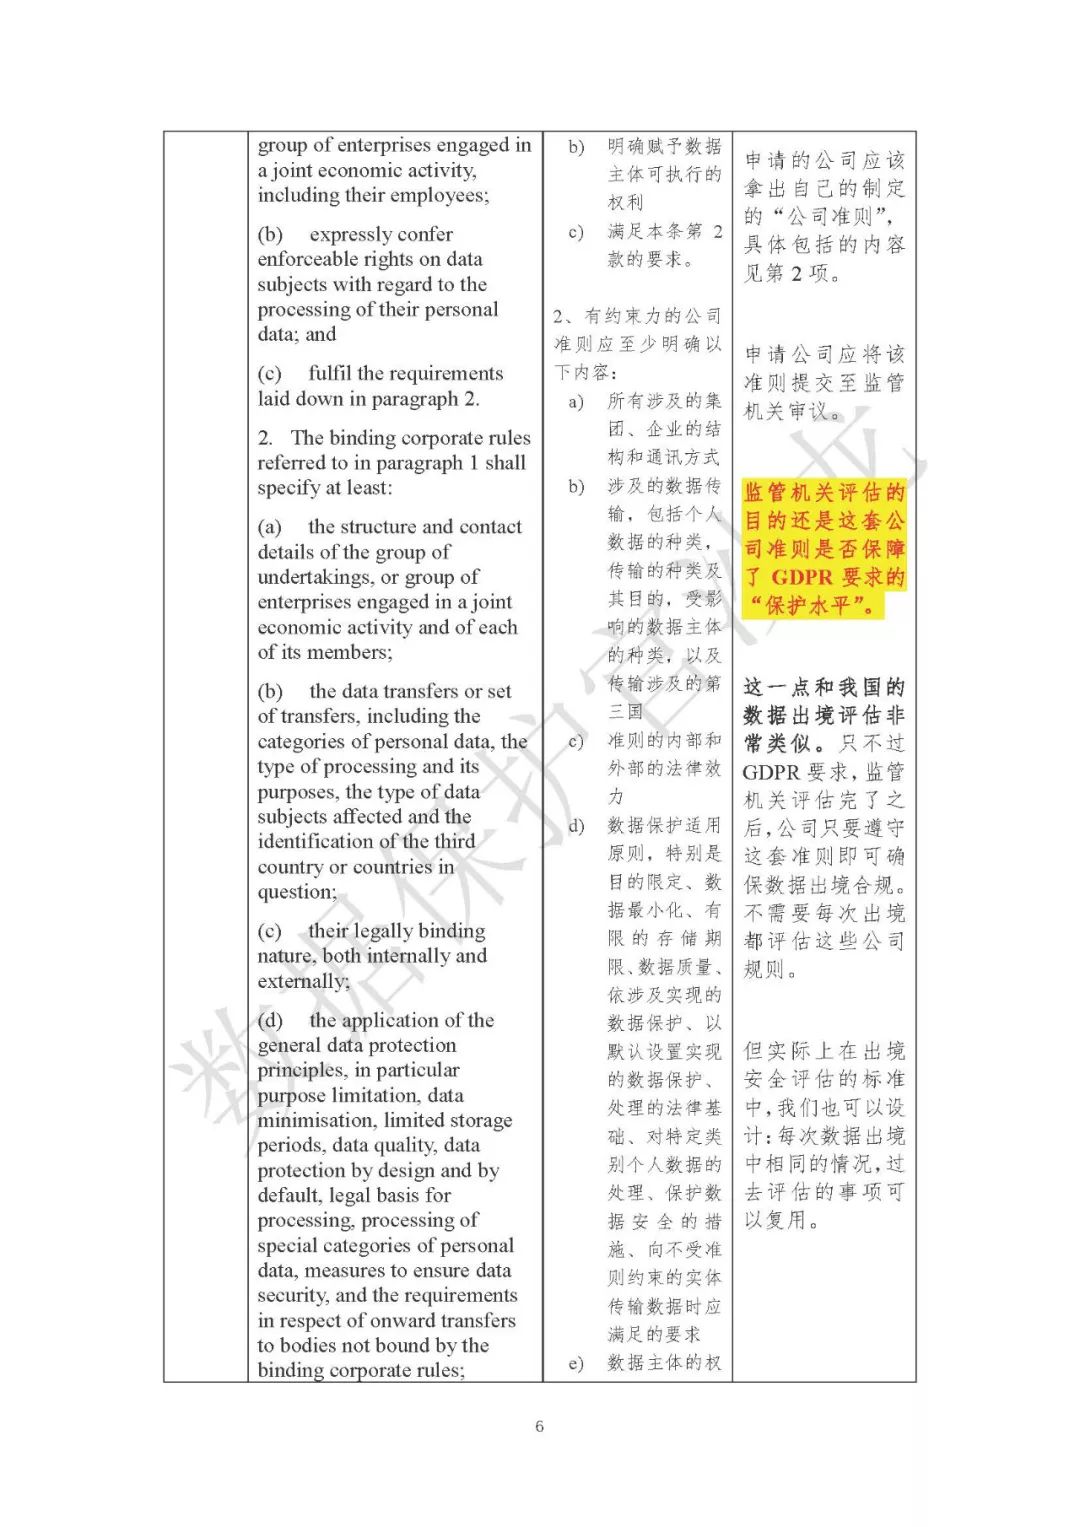 group of enterprises engaged in
a joint economic activity,
including their employees;
(b) expressly confer
enforceable rights on data
subjects with regard to the
processing of their personal
data; and
(c) fulfil the requirements
laid down in paragraph 2.
2. The binding corporate rules
referred to in paragraph 1 shall
specify at least:
(a) the structure and contact
details of the group of
undertakings, or group of
enterprises engaged in a joint
economic activity and of each
of its members;
(b) the data transfers or set
of transfers, including the
categories of personal data, the
type of processing and its
purposes, the type of data
subjects affected and the
identification of the third
country or countries in
question;
(c) their legally binding
nature, both internally and
externally;
(d) the application of the
general data protection
principles, in particular
purpose limitation, data
minimisation, limited storage
periods, data quality, data
protection by design and by
default, legal basis for
processing, processing of
special categories of personal
data, measures to ensure data
security, and the requirements
in respect of onward transfers
to bodies not bound by the
binding corporate rules;
b) 明确赋予数据
主体可执行的
权利
c) 满足本条第 2
款的要求。
2、有约束力的公司
准则应至少明确以
下内容:
a) 所有涉及的集
团、企业的结
构和通讯方式
b) 涉及的数据传
输，包括个人
数据的种类，
传输的种类及
其目的，受影
响的数据主体
的种类，以及
传输涉及的第
三国
c) 准则的内部和
外部的法律效
力
d) 数据保护适用
原则，特别是
目的限定、数
据最小化、有
限的存储期
限、数据质量、
依涉及实现的
数据保护、以
默认设置实现
的数据保护、
处理的法律基
础、对特定类
别个人数据的
处理、保护数
据安全的措
施、向不受准
则约束的实体
传输数据时应
满足的要求
e) 数据主体的权
申请的公司应该
拿出自己的制定
的“公司准则”，
具体包括的内容
见第 2 项。
申请公司应将该
准则提交至监管
机关审议。
监管机关评估的
目的还是这套公
司准则是否保障
了 GDPR 要求的
“保护水平”。
这一点和我国的
数据出境评估非
常类似。只不过
GDPR 要求，监管
机关评估完了之
后，公司只要遵守
这套准则即可确
保数据出境合规。
不需要每次出境
都评估这些公司
规则。
但实际上在出境
安全评估的标准
中，我们也可以设
计：每次数据出境
中相同的情况，过
去评估的事项可
以复用。
数据保护官
6